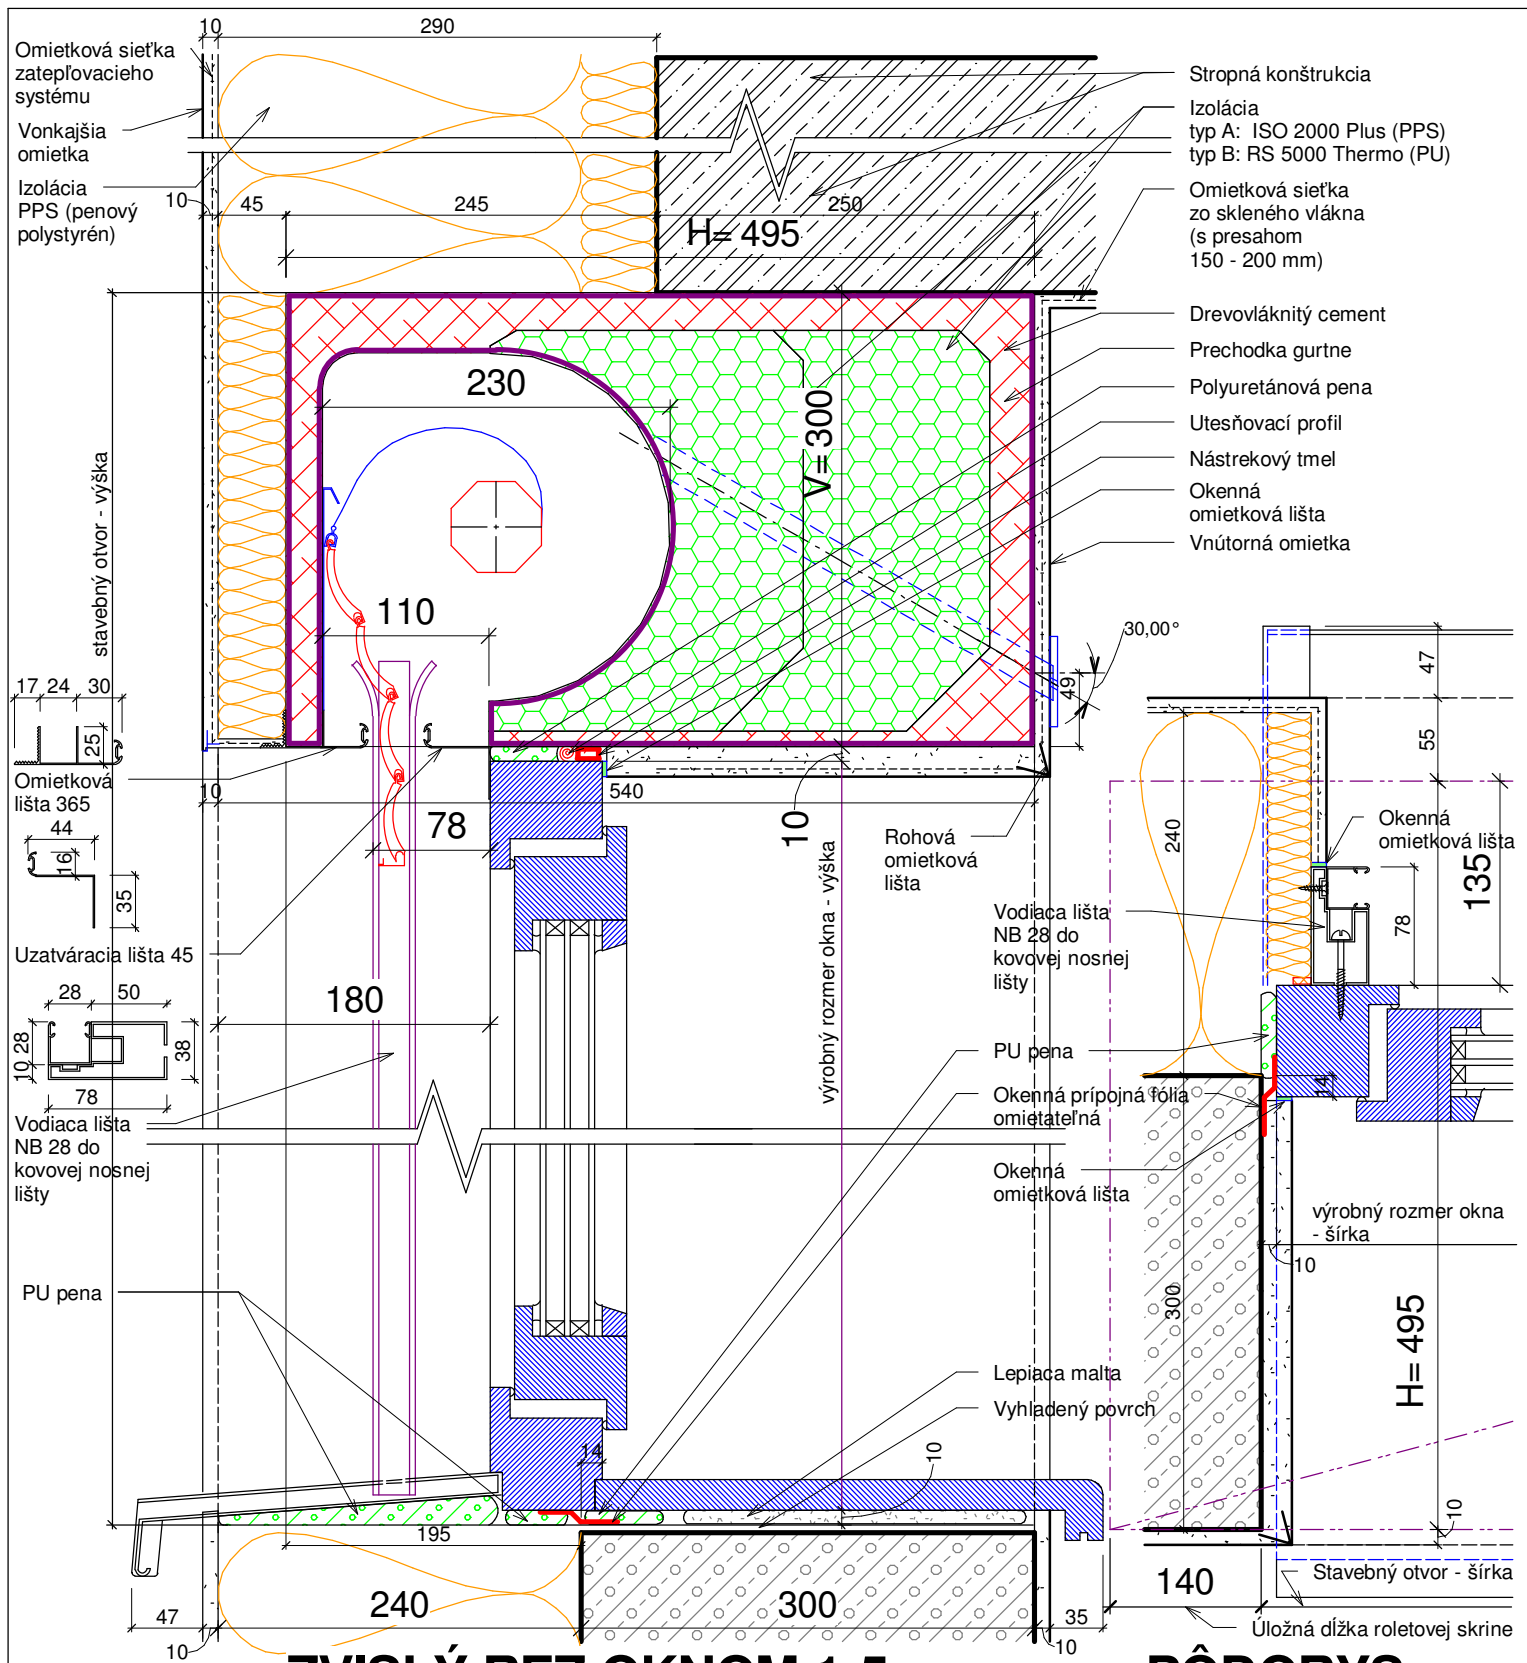 10
290
Omietková sieťka
zatepľovacieho
systému
Vonkajšia
omietka
Izolácia
PPS (penový
polystyrén)
10
45
245
250
H= 495
Stropná konštrukcia
Izolácia
typ A:  ISO 2000 Plus (PPS)
typ B: RS 5000 Thermo (PU)
Omietková sieťka
zo skleného vlákna
(s presahom
150 - 200 mm)
Drevovláknitý cement
Prechodka gurtne
Polyuretánová pena
Utesňovací profil
Nástrekový tmel
Okenná
omietková lišta
Vnútorná omietka
230
V= 300
110
stavebný otvor - výška
30,00°
49
17
24
30
25
Omietková
lišta 365
44
16
35
Uzatváracia lišta 45
28
50
28
10
38
78
Vodiaca lišta
NB 28 do
kovovej nosnej
lišty
10
540
78
10
180
výrobný rozmer okna - výška
Rohová
omietková
lišta
47
55
240
Okenná
omietková lišta
135
78
Vodiaca lišta
NB 28 do
kovovej nosnej
lišty
PU pena
Okenná prípojná fólia
omietateľná
14
Okenná
omietková lišta
výrobný rozmer okna
- šírka
10
300
H= 495
PU pena
Lepiaca malta
Vyhladený povrch
14
10
195
10
240
300
47
10
35
10
140
Stavebný otvor - šírka
Úložná dĺžka roletovej skrine
ZVISLÝ BEZ OKNOM 1:5
PÔDORYS